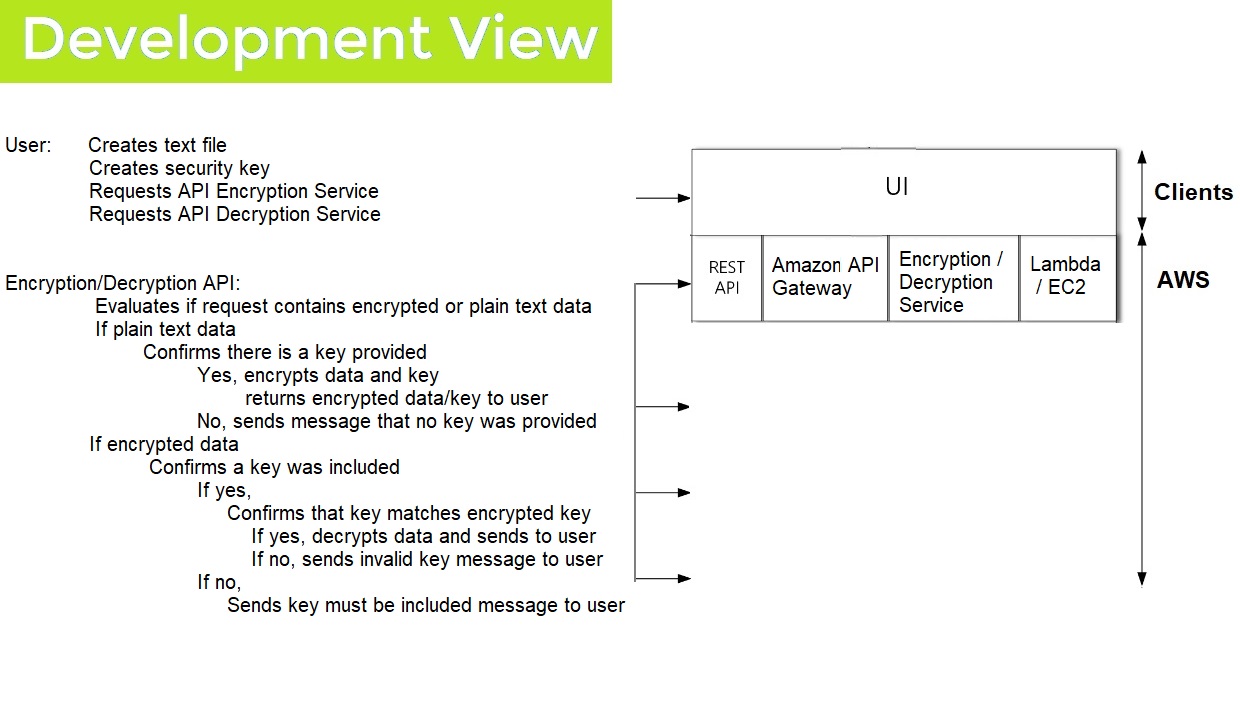 Development View
User: Creates text file
Creates security key
Requests API Encryption Service
Requests API Decryption Service
Encryption/Decryption API:
Evaluates if request contains encrypted or plain text data
If plain text data
Confirms there is a key provided
Yes, encrypts data and key
returns encrypted data/key to user
No, sends message that no key was provided
If encrypted data
Confirms a key was included
If yes,
Confirms that key matches encrypted key
If yes, decrypts data and sends to user
If no, sends invalid key message to user
If no,
Sends key must be included message to user
UI
Clients
REST
API
Amazon API
Gateway
Encryption /
Decryption
Service
Lambda
/ EC2
AWS